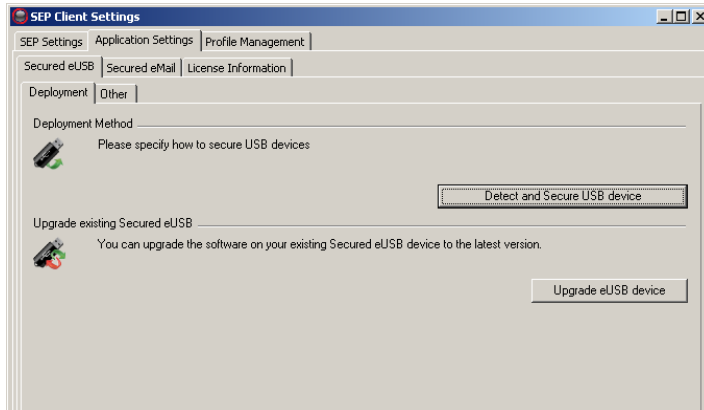 SEP Client Settings
SEP Settings Application Settings Profile Management
Secured eUSB Secured eMail License Information
Deployment Other
Deployment Method
Please specify how to secure USB devices
Detect and Secure USB device
Upgrade existing Secured eUSB
You can upgrade the software on your existing Secured eUSB device to the latest version.
Upgrade eUSB device